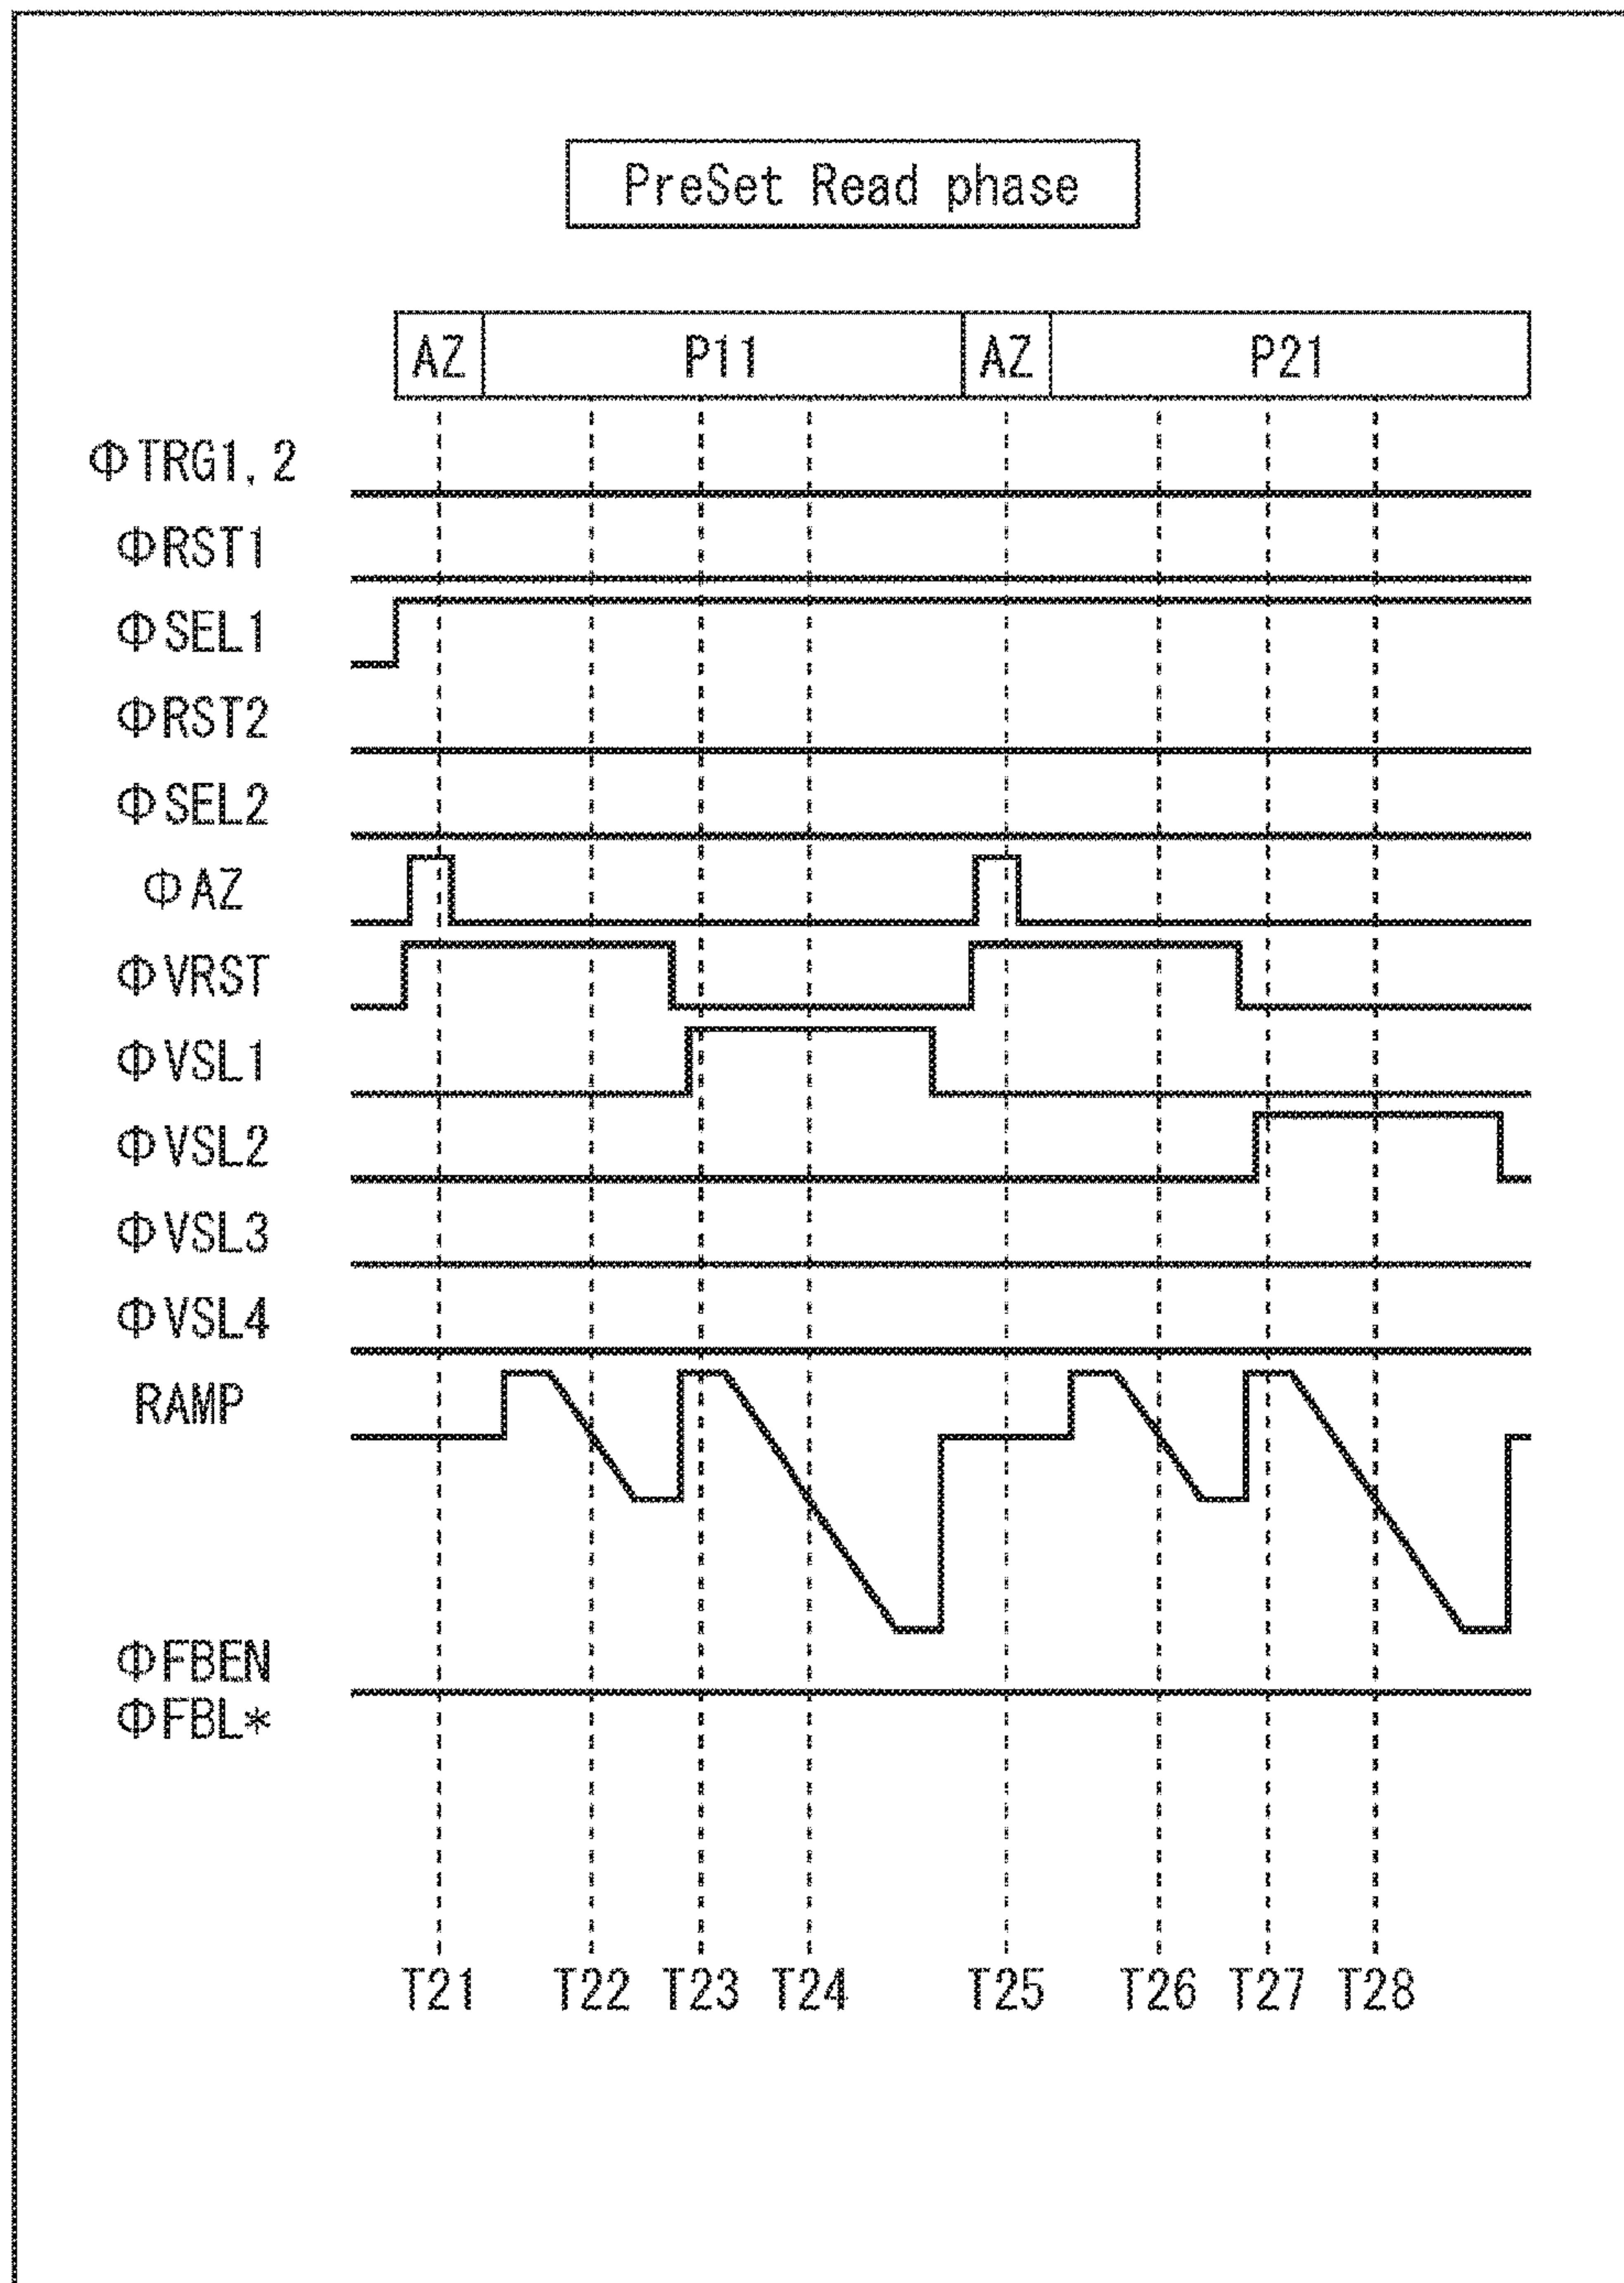 PreSet Read phase
AZ P11 AZ P21
ΦTRG1, 2
ΦRST1
ΦSEL1
ΦRST2
ΦSEL2
ΦAZ
ΦVRST
ΦVSL1
ΦVSL2
ΦVSL3
ΦVSL4
RAMP
ΦFBEN
ΦFBL*
T21 T22 T23 T24 T25 T26 T27 T28